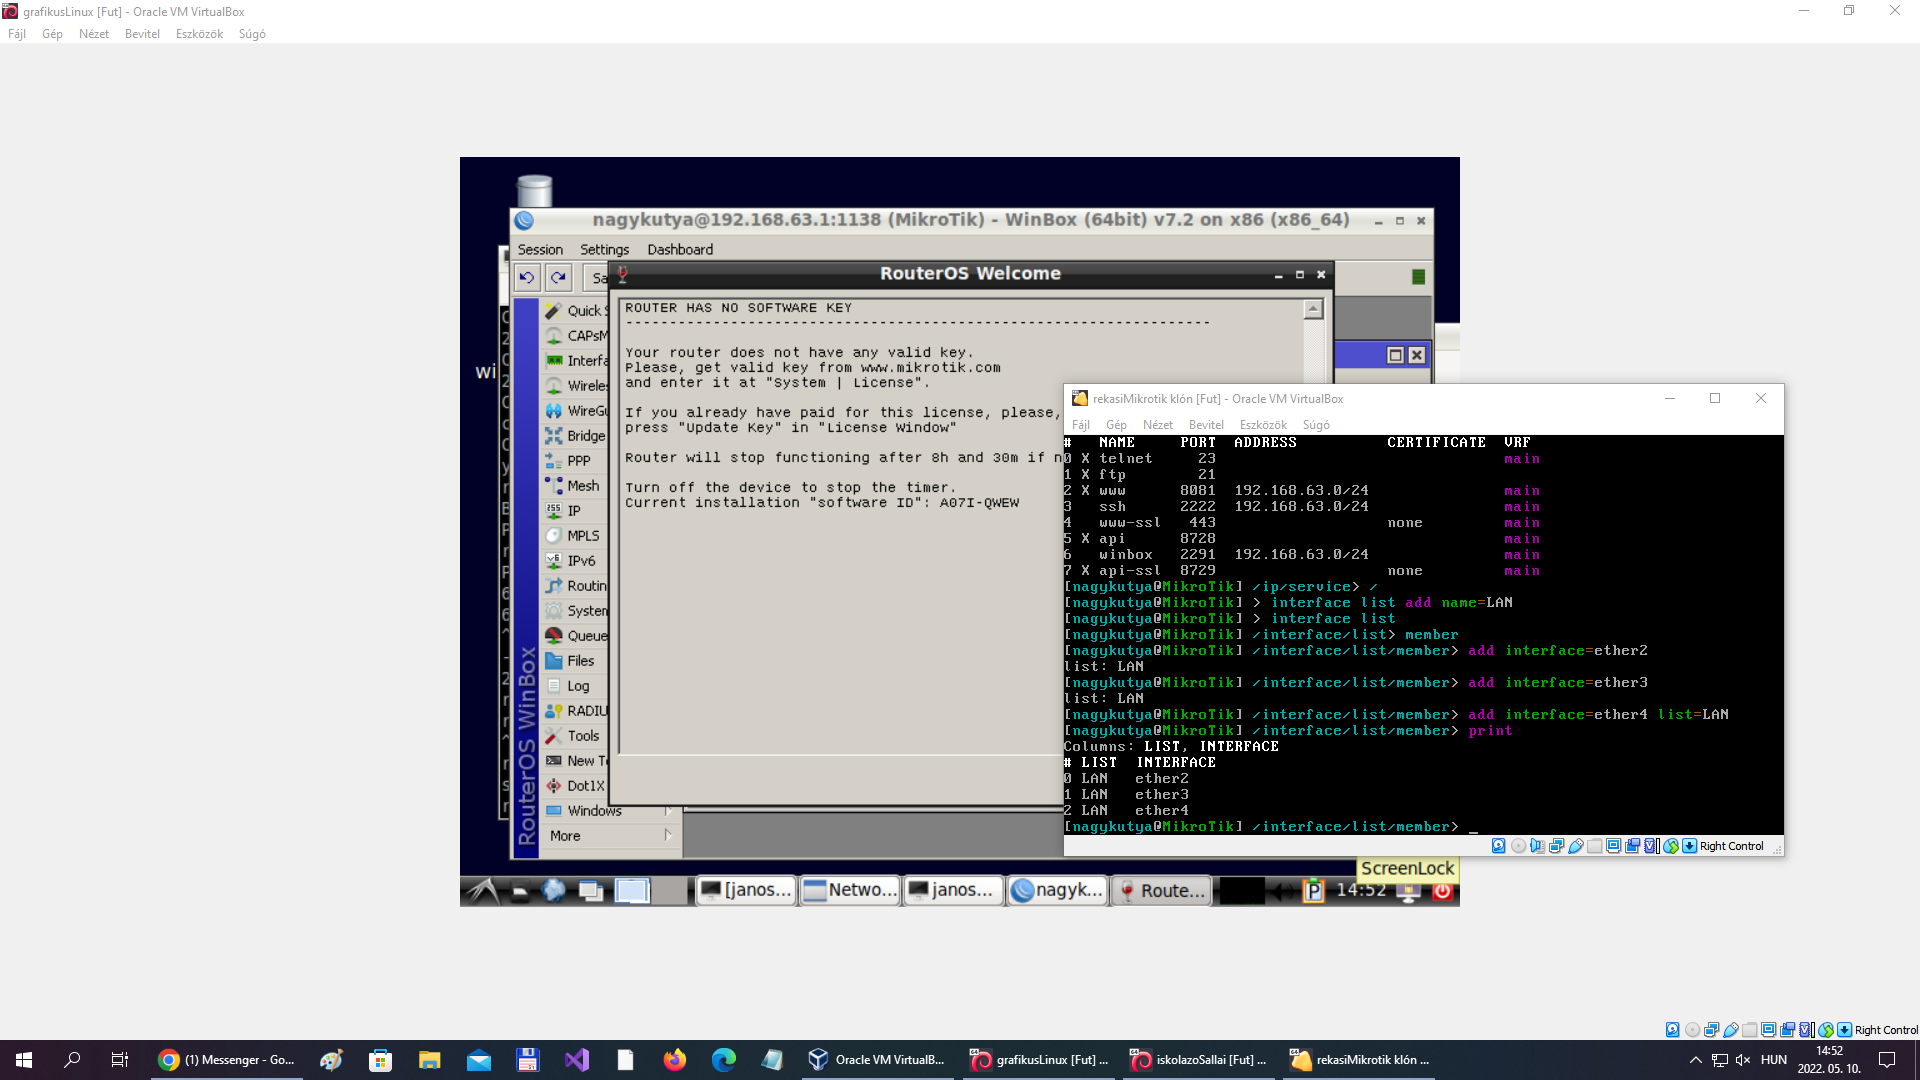 grafikusLinux [Fut] - Oracle VM VirtualBox
Fájl Gép Nézet Bevitel Eszközök Súgó
nagykutya@192.168.63.1:1138 (MikroTik) - WinBox (64bit) v7.2 on x86 (x86_64)
Session Settings Dashboard
Sa
RouterOS Welcome
Quick S
CAPsM
Interfa
Wireles
WireGu
Bridge
PPP
Mesh
IP
MPLS
IPv6
Routin
System
Queue
Files
Log
RADIU
Tools
New Te
Dot1X
Windows
More
RouterOS WinBox
wi
ROUTER HAS NO SOFTWARE KEY
--------------------------------------------------------------------
Your router does not have any valid key.
Please, get valid key from www.mikrotik.com
and enter it at "System | License".
If you already have paid for this license, please,
press "Update Key" in "License Window"
Router will stop functioning after 8h and 30m if n
Turn off the device to stop the timer.
Current installation "software ID": A07I-QWEW
rekasiMikrotik klón [Fut] - Oracle VM VirtualBox
Fájl Gép Nézet Bevitel Eszközök Súgó
# NAME PORT ADDRESS CERTIFICATE VRF
0 X telnet 23 main
1 X ftp 21
2 X www 8081 192.168.63.0/24 main
3 ssh 2222 192.168.63.0/24 main
4 www-ssl 443 none main
5 X api 8728 main
6 winbox 2291 192.168.63.0/24 main
7 X api-ssl 8729 none main
[nagykutya@MikroTik] /ip/service> /
[nagykutya@MikroTik] > interface list add name=LAN
[nagykutya@MikroTik] > interface list
[nagykutya@MikroTik] /interface/list> member
[nagykutya@MikroTik] /interface/list/member> add interface=ether2
list: LAN
[nagykutya@MikroTik] /interface/list/member> add interface=ether3
list: LAN
[nagykutya@MikroTik] /interface/list/member> add interface=ether4 list=LAN
[nagykutya@MikroTik] /interface/list/member> print
Columns: LIST, INTERFACE
# LIST INTERFACE
0 LAN ether2
1 LAN ether3
2 LAN ether4
[nagykutya@MikroTik] /interface/list/member> _
Right Control
ScreenLock
[janos... Netwo... janos... nagyk... Route... P 14:52
Right Control
(1) Messenger - Go... Oracle VM VirtualB... grafikusLinux [Fut] ... iskolazoSallai [Fut] ... rekasiMikrotik klón ... HUN 14:52
2022. 05. 10.